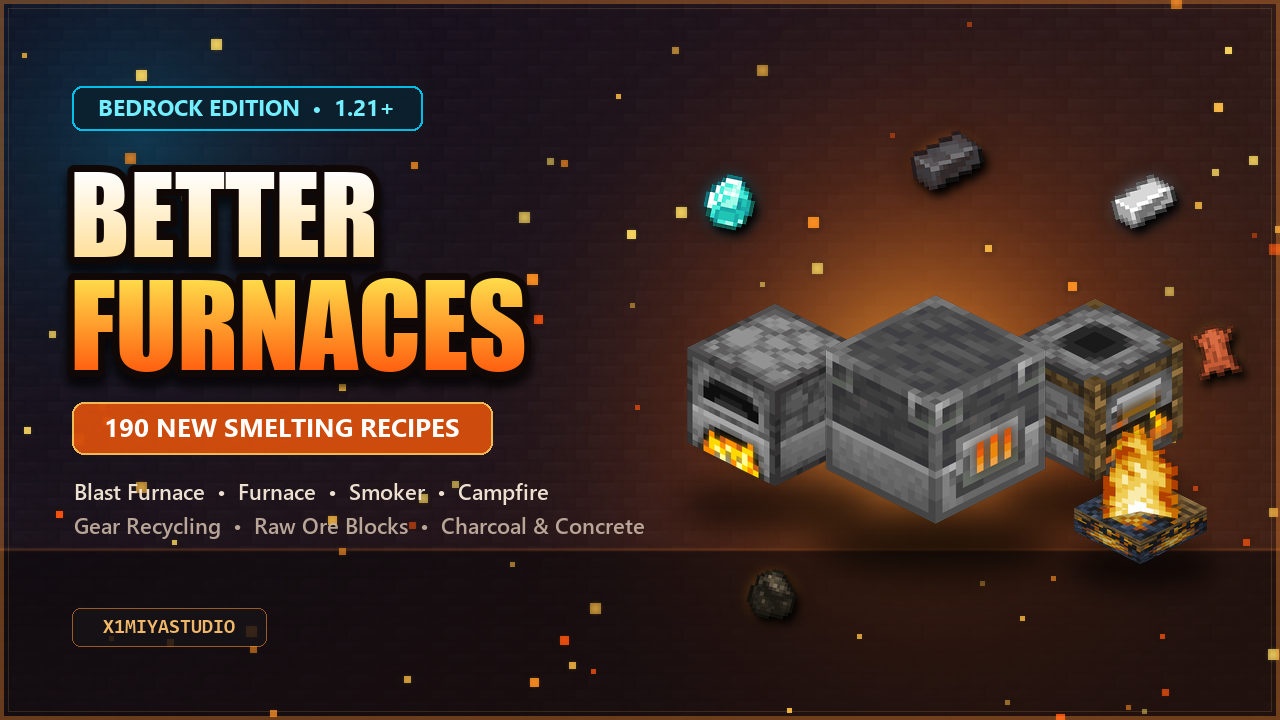 BEDROCK EDITION • 1.21+
BETTER
FURNACES
190 NEW SMELTING RECIPES
Blast Furnace • Furnace • Smoker • Campfire
Gear Recycling • Raw Ore Blocks • Charcoal & Concrete
X1MIYASTUDIO